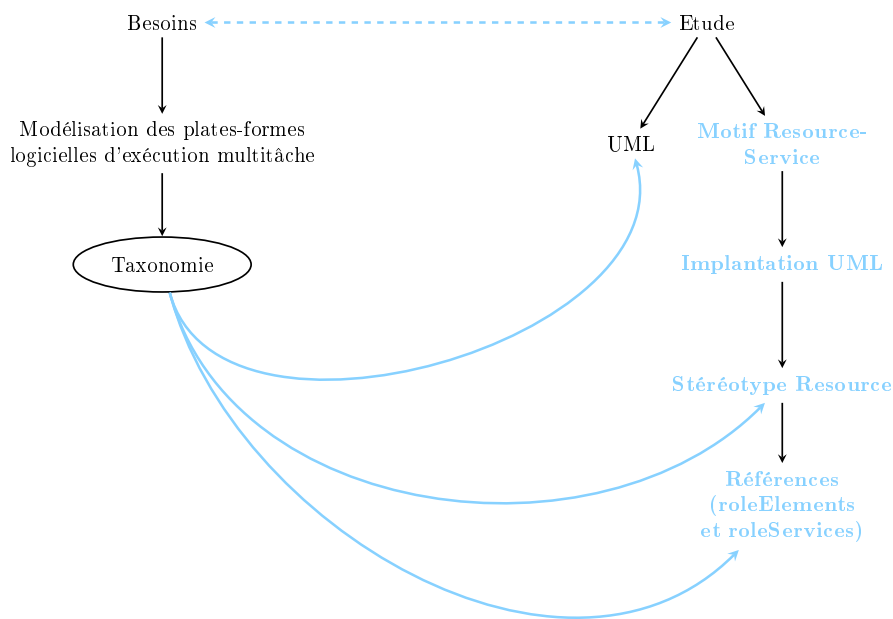 Besoins
Etude
Modélisation des plates-formes
logicielles d'exécution multitâche
UML
Motif Resource-
Service
Taxonomie
Implantation UML
Stéréotype Resource
Références
(roleElements
et roleServices)